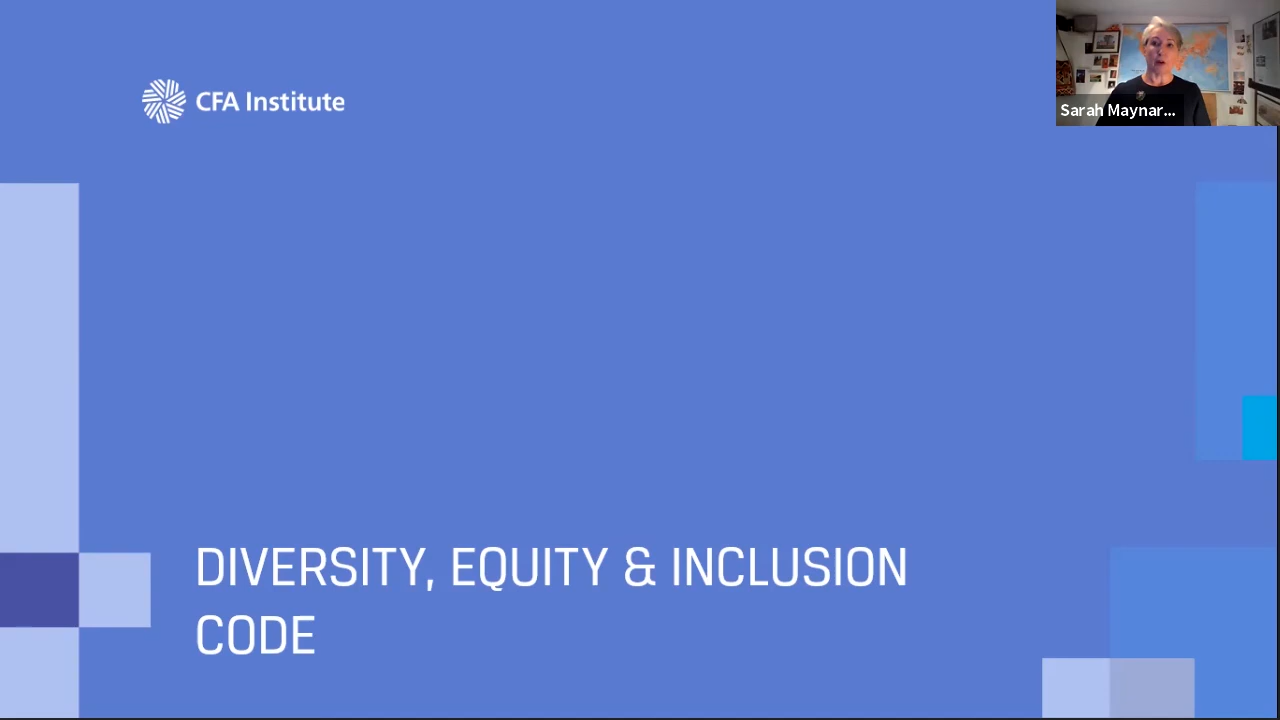 CFA Institute
Sarah Maynar...
DIVERSITY, EQUITY & INCLUSION
CODE